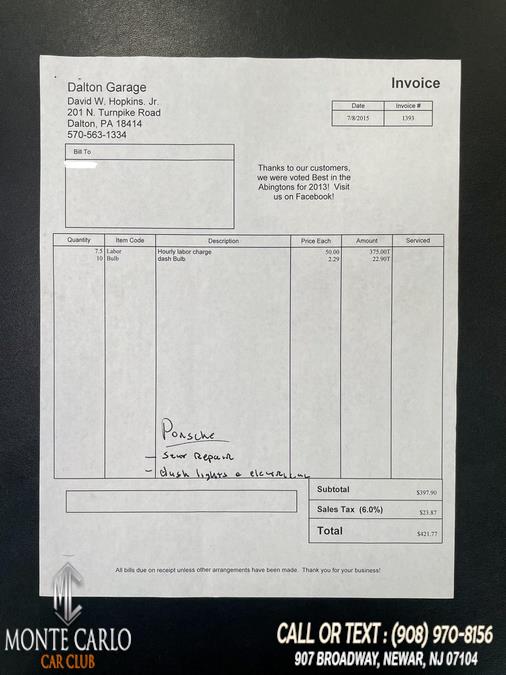 Dalton Garage
David W. Hopkins. Jr.
201 N. Turnpike Road
Dalton, PA 18414
570-563-1334
Invoice
Date Invoice #
7/8/2015 1393
Bill To
Thanks to our customers,
we were voted Best in the
Abingtons for 2013! Visit
us on Facebook!
Quantity Item Code Description Price Each Amount Serviced
7.5 Labor Hourly labor charge 50.00 375.00T
10 Bulb dash Bulb 2.29 22.90T
Porsche
- Repair
- dash lights & electrical
Subtotal $397.90
Sales Tax (6.0%) $23.87
Total $421.77
All bills due on receipt unless other arrangements have been made. Thank you for your business!
MC
MONTE CARLO
CAR CLUB
CALL OR TEXT : (908) 970-8156
907 BROADWAY, NEWAR, NJ 07104